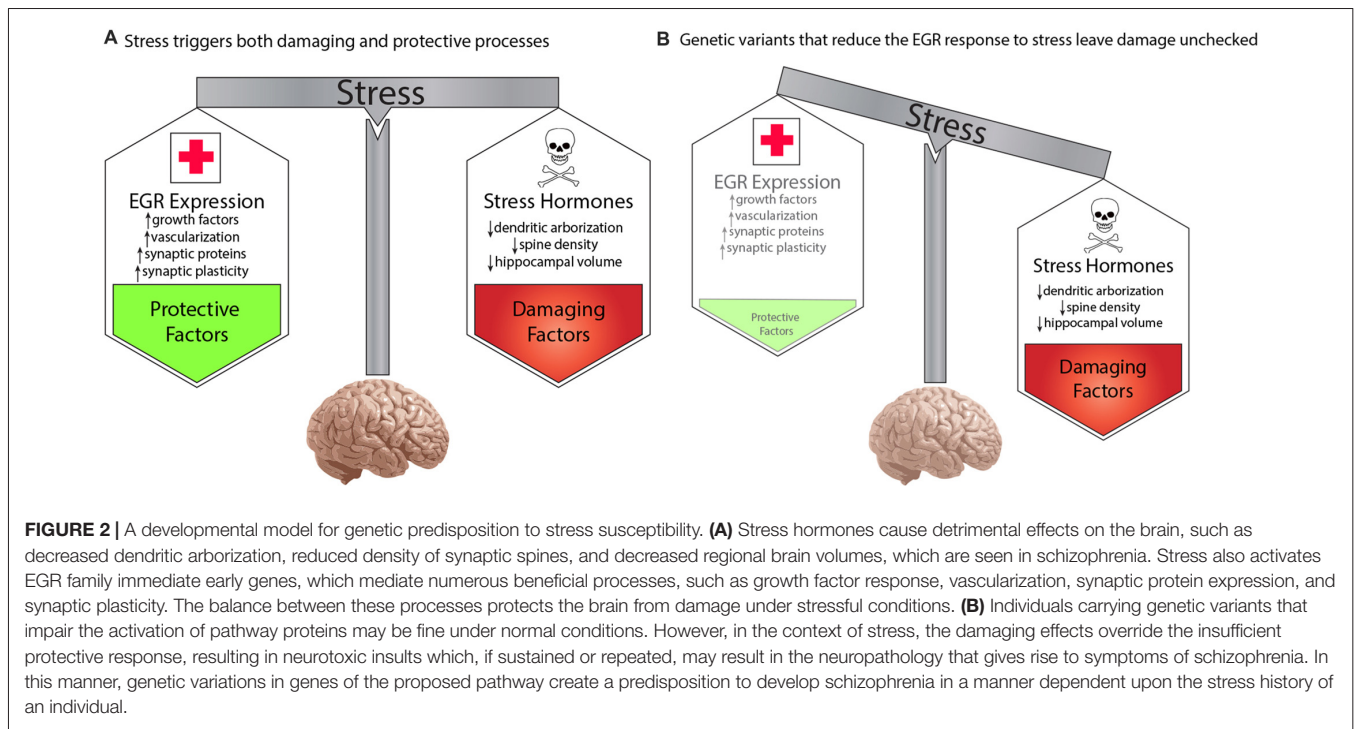 A Stress triggers both damaging and protective processes
Stress
EGR Expression
↑growth factors
↑vascularization
↑synaptic proteins
↑synaptic plasticity
Protective
Factors
Stress Hormones
↓dendritic arborization
↓spine density
↓hippocampal volume
Damaging
Factors
B Genetic variants that reduce the EGR response to stress leave damage unchecked
Stress
EGR Expression
↑growth factors
↑vascularization
↑synaptic proteins
↑synaptic plasticity
Protective
Factors
Stress Hormones
↓dendritic arborization
↓spine density
↓hippocampal volume
Damaging
Factors
FIGURE 2 | A developmental model for genetic predisposition to stress susceptibility. (A) Stress hormones cause detrimental effects on the brain, such as
decreased dendritic arborization, reduced density of synaptic spines, and decreased regional brain volumes, which are seen in schizophrenia. Stress also activates
EGR family immediate early genes, which mediate numerous beneficial processes, such as growth factor response, vascularization, synaptic protein expression, and
synaptic plasticity. The balance between these processes protects the brain from damage under stressful conditions. (B) Individuals carrying genetic variants that
impair the activation of pathway proteins may be fine under normal conditions. However, in the context of stress, the damaging effects override the insufficient
protective response, resulting in neurotoxic insults which, if sustained or repeated, may result in the neuropathology that gives rise to symptoms of schizophrenia. In
this manner, genetic variations in genes of the proposed pathway create a predisposition to develop schizophrenia in a manner dependent upon the stress history of
an individual.